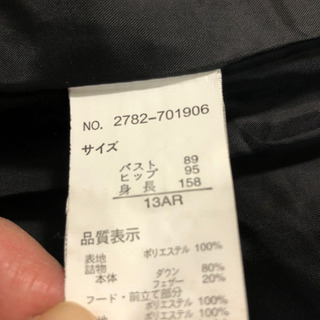 NO. 2782-701906
サイズ
バスト 89
ヒップ 95
身長 158
13AR
品質表示
表地 ポリエステル 100%
詰物
本体 ダウン 80%
フェザー 20%
フード・前立て部分
ポリエステル 100%